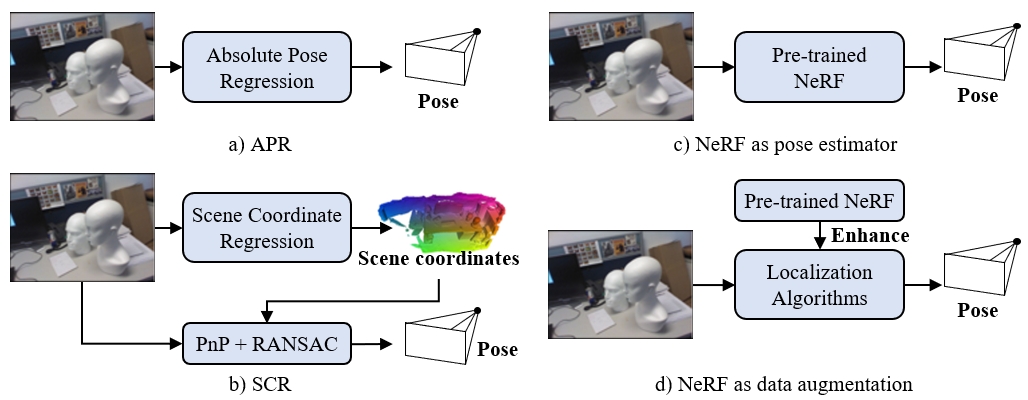 Absolute Pose
Regression
Pose
a) APR
Scene Coordinate
Regression
Scene coordinates
PnP + RANSAC
Pose
b) SCR
Pre-trained
NeRF
Pose
c) NeRF as pose estimator
Pre-trained NeRF
Enhance
Localization
Algorithms
Pose
d) NeRF as data augmentation